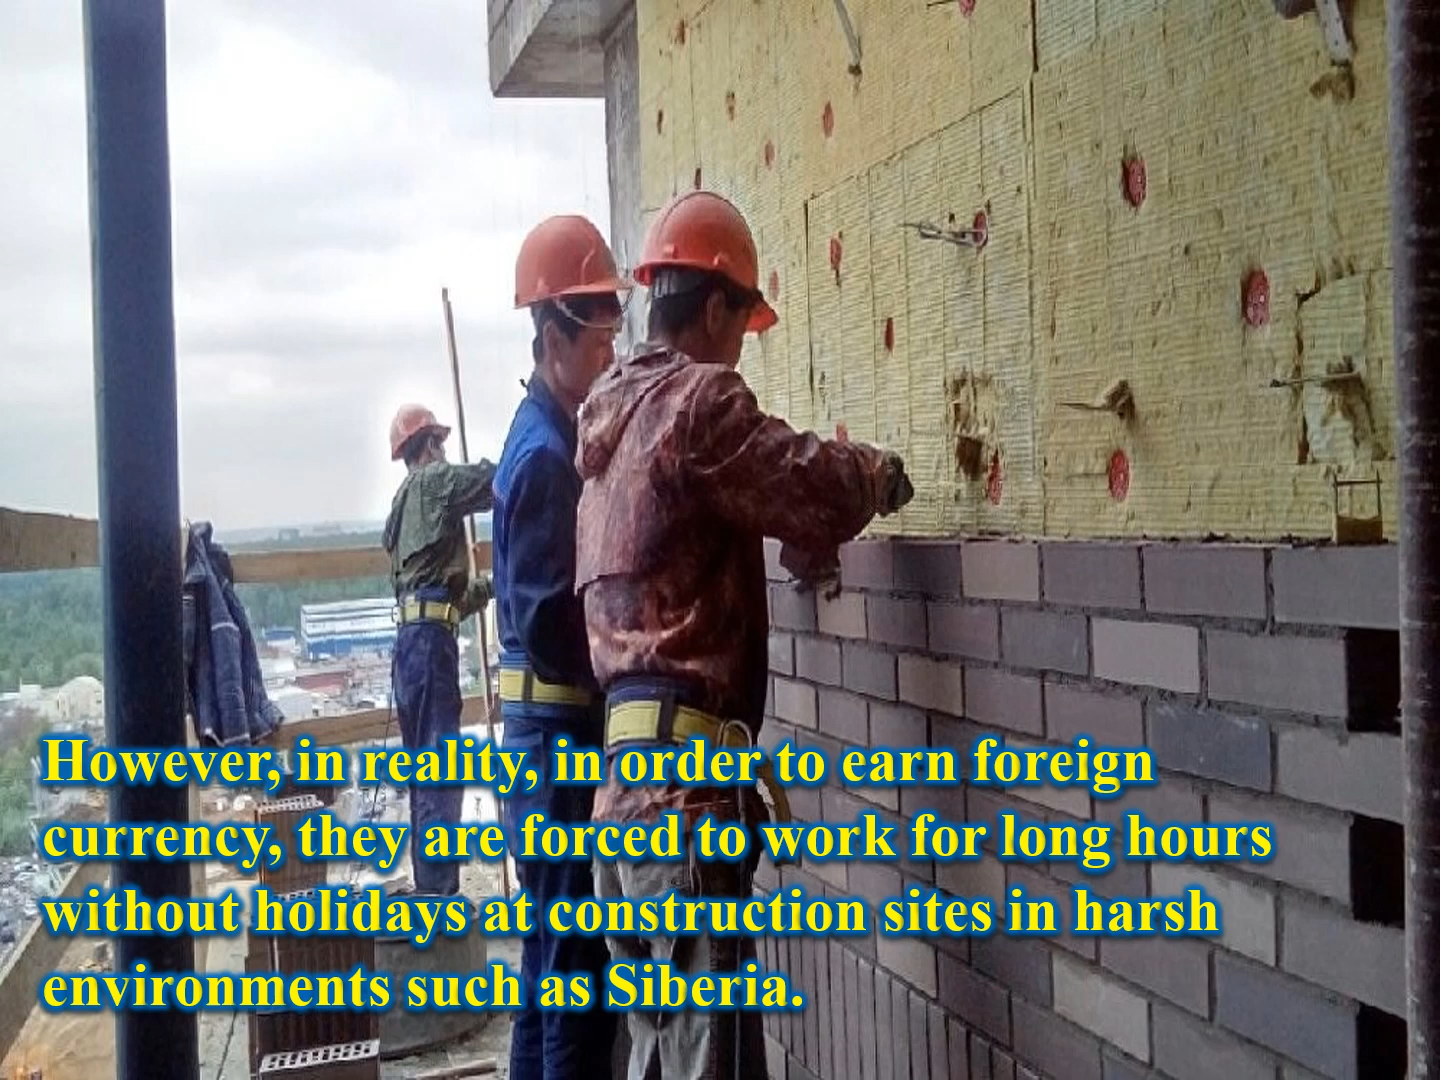 However, in reality, in order to earn foreign
currency, they are forced to work for long hours
without holidays at construction sites in harsh
environments such as Siberia.